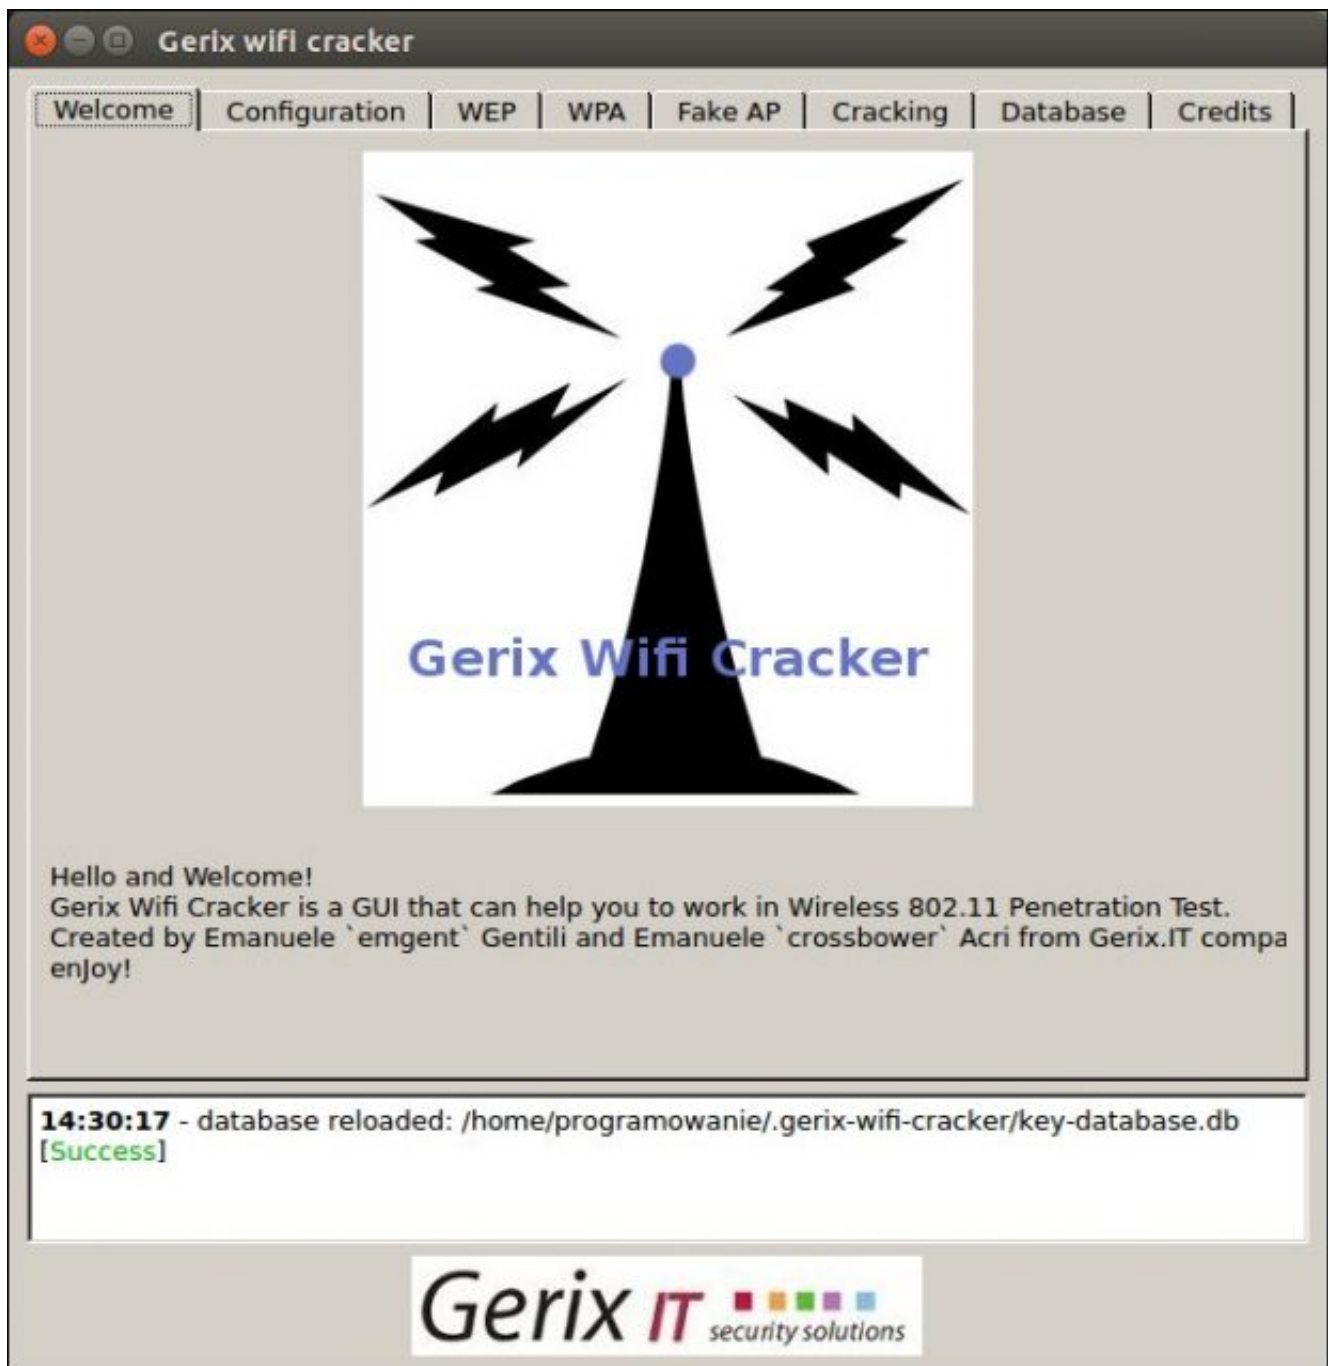 Gerix wifi cracker
Welcome Configuration WEP WPA Fake AP Cracking Database Credits
Gerix Wifi Cracker
Hello and Welcome!
Gerix Wifi Cracker is a GUI that can help you to work in Wireless 802.11 Penetration Test.
Created by Emanuele `emgent` Gentili and Emanuele `crossbower` Acri from Gerix.IT compa
enJoy!
14:30:17 - database reloaded: /home/programowanie/.gerix-wifi-cracker/key-database.db
[Success]
Gerix IT security solutions